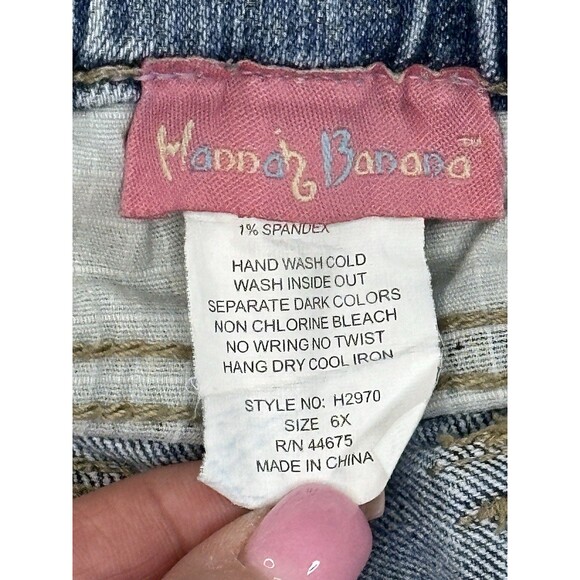 Hannah Banana™
1% SPANDEX
HAND WASH COLD
WASH INSIDE OUT
SEPARATE DARK COLORS
NON CHLORINE BLEACH
NO WRING NO TWIST
HANG DRY COOL IRON
STYLE NO: H2970
SIZE 6X
R/N 44675
MADE IN CHINA